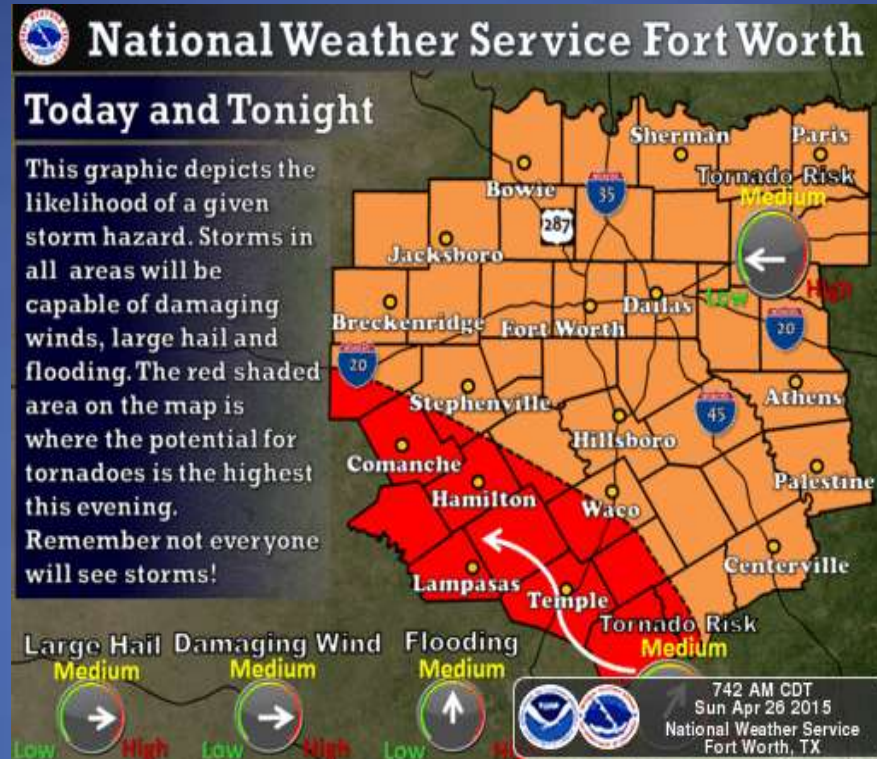 National Weather Service Fort Worth
Today and Tonight
This graphic depicts the
likelihood of a given
storm hazard. Storms in
all areas will be
capable of damaging
winds, large hail and
flooding. The red shaded
area on the map is
where the potential for
tornadoes is the highest
this evening.
Remember not everyone
will see storms!
Sherman
Paris
Bowie
35
Tornado Risk
Medium
287
Jacksboro
Low
High
Breckenridge
Fort Worth
Dallas
20
20
Stephenville
45
Athens
Hillsboro
Comanche
Palestine
Hamilton
Waco
Centerville
Lampasas
Temple
Tornado Risk
Medium
Large Hail
Medium
Low
High
Damaging Wind
Medium
Low
High
Flooding
Medium
Low
742 AM CDT
Sun Apr 26 2015
National Weather Service
Fort Worth, TX